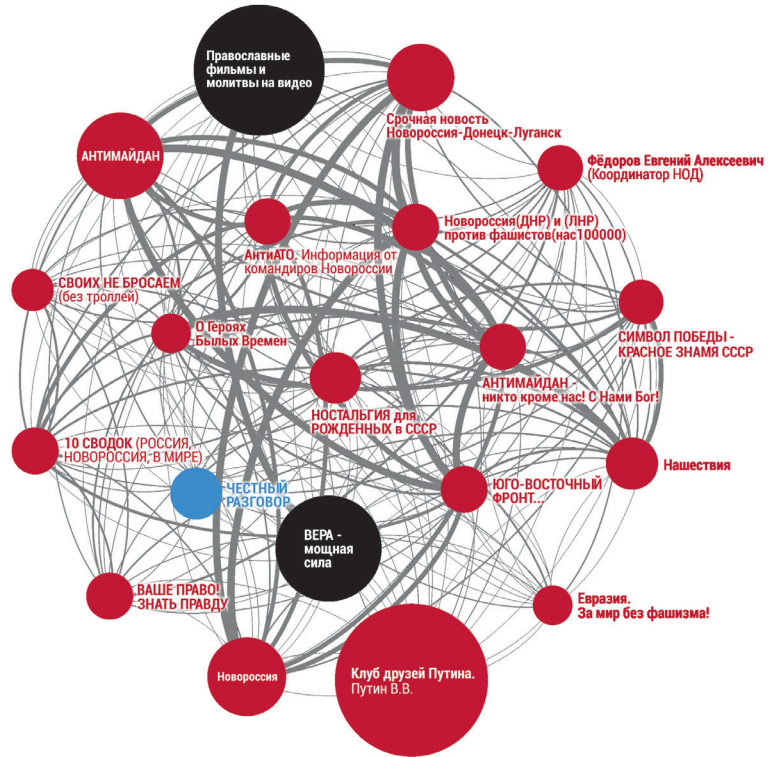 Православные
фильмы и
молитвы на видео
Срочная новость
Новороссия-Донецк-Луганск
АНТИМАЙДАН
Фёдоров Евгений Алексеевич
(Координатор НОД)
Новороссия(ДНР) и (ЛНР)
против фашистов(нас100000)
АнтиАТО. Информация от
командиров Новороссии
СВОИХ НЕ БРОСАЕМ
(без троллей)
О Героях
Былых Времен
СИМВОЛ ПОБЕДЫ -
КРАСНОЕ ЗНАМЯ СССР
АНТИМАЙДАН -
никто кроме нас! С Нами Бог!
НОСТАЛЬГИЯ для
РОЖДЕННЫХ в СССР
10 СВОДОК (РОССИЯ,
НОВОРОССИЯ, В МИРЕ)
Нашествия
ЧЕСТНЫЙ
РАЗГОВОР
ЮГО-ВОСТОЧНЫЙ
ФРОНТ...
ВЕРА -
мощная
сила
ВАШЕ ПРАВО!
ЗНАТЬ ПРАВДУ
Евразия.
За мир без фашизма!
Новороссия
Клуб друзей Путина.
Путин В.В.